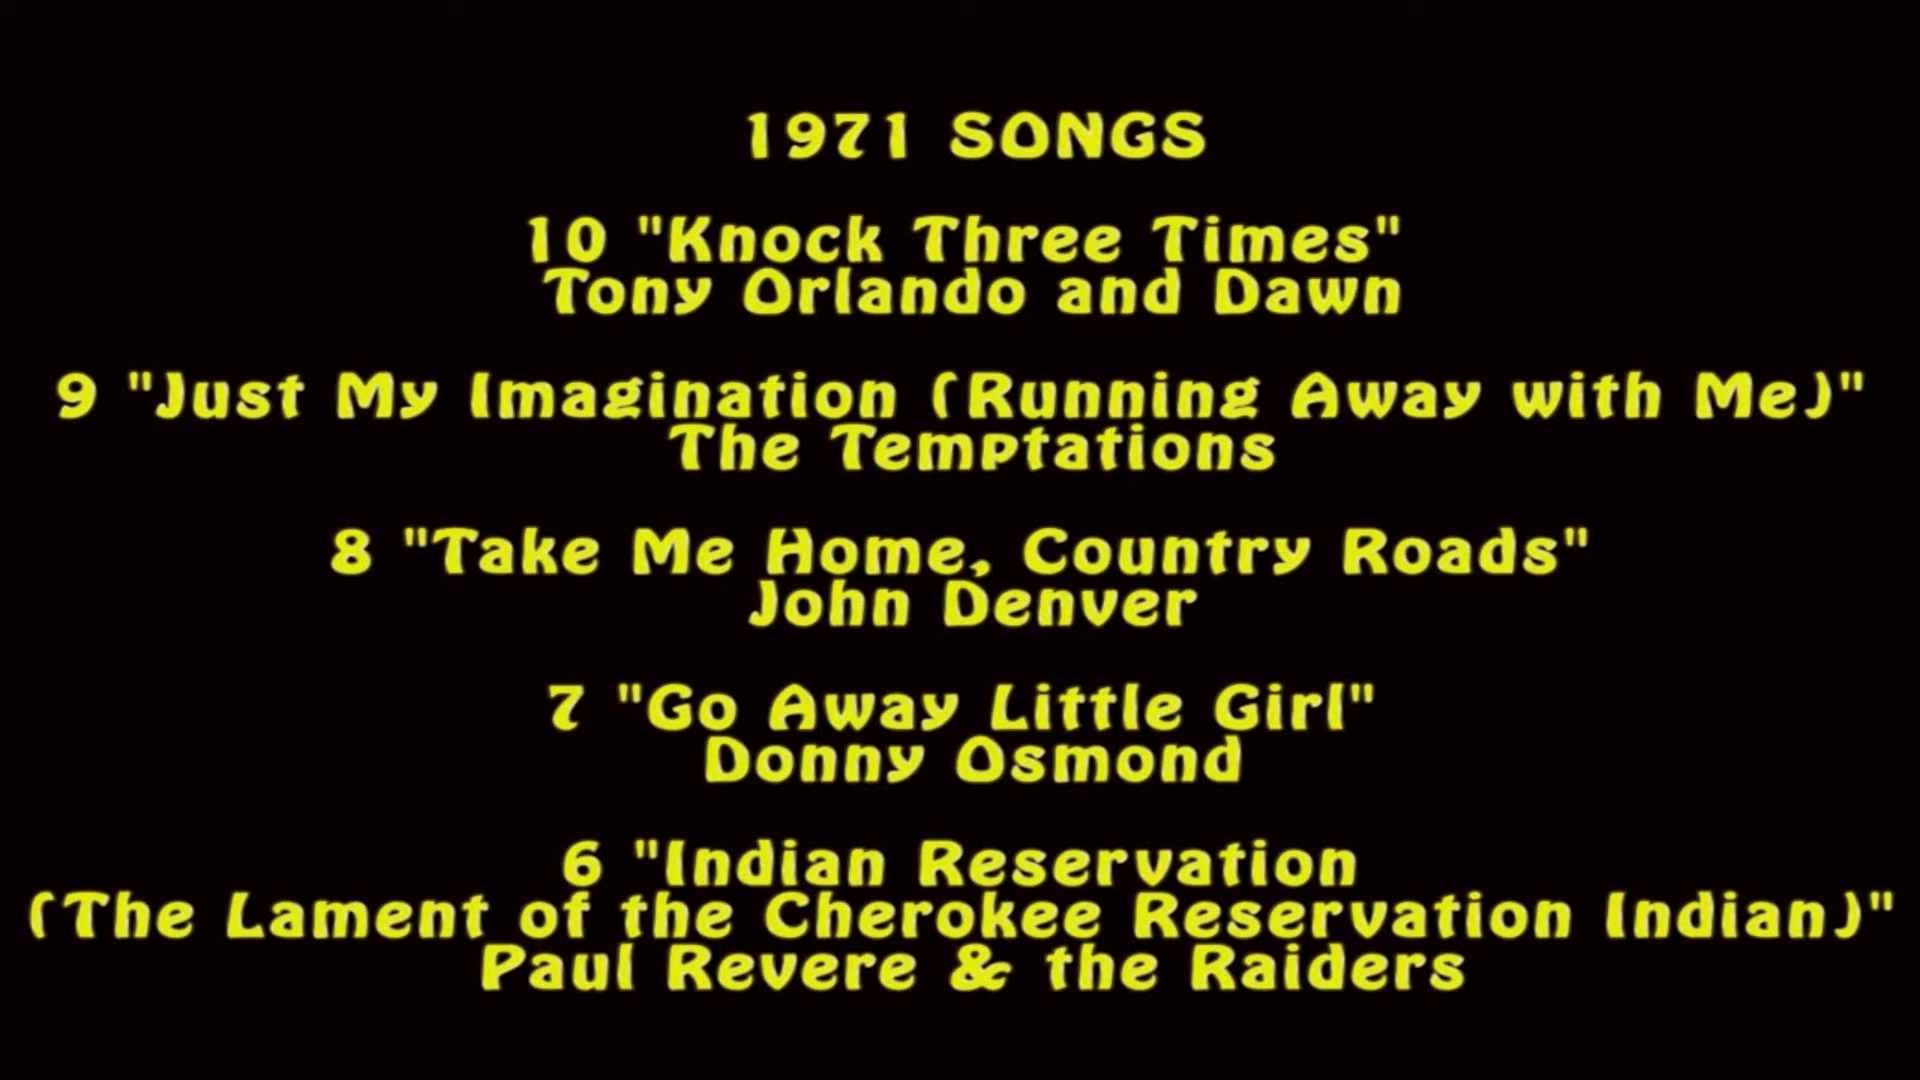 1971 SONGS
10 "Knock Three Times"
Tony Orlando and Dawn
9 "Just My Imagination (Running Away with Me)"
The Temptations
8 "Take Me Home, Country Roads"
John Denver
7 "Go Away Little Girl"
Donny Osmond
6 "Indian Reservation
(The Lament of the Cherokee Reservation Indian)"
Paul Revere & the Raiders